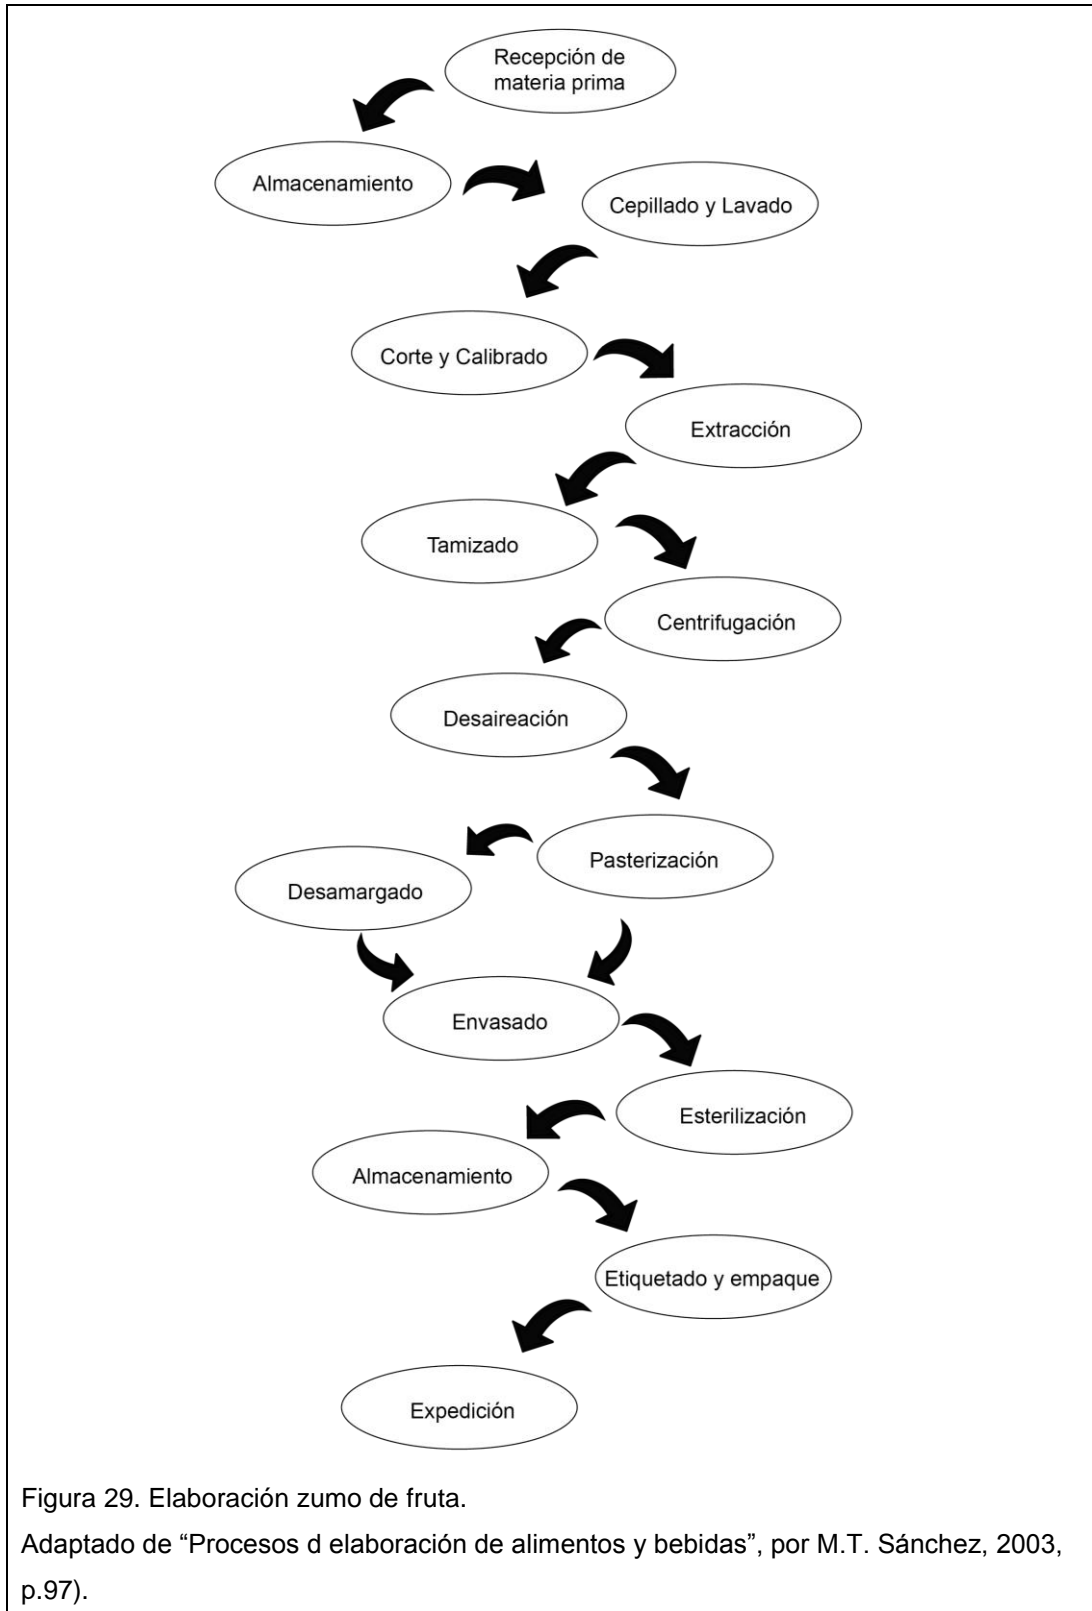 Recepción de
materia prima
Almacenamiento
Cepillado y Lavado
Corte y Calibrado
Extracción
Tamizado
Centrifugación
Desaireación
Pasterización
Desamargado
Envasado
Esterilización
Almacenamiento
Etiquetado y empaque
Expedición
Figura 29. Elaboración zumo de fruta.
Adaptado de “Procesos d elaboración de alimentos y bebidas”, por M.T. Sánchez, 2003,
p.97).